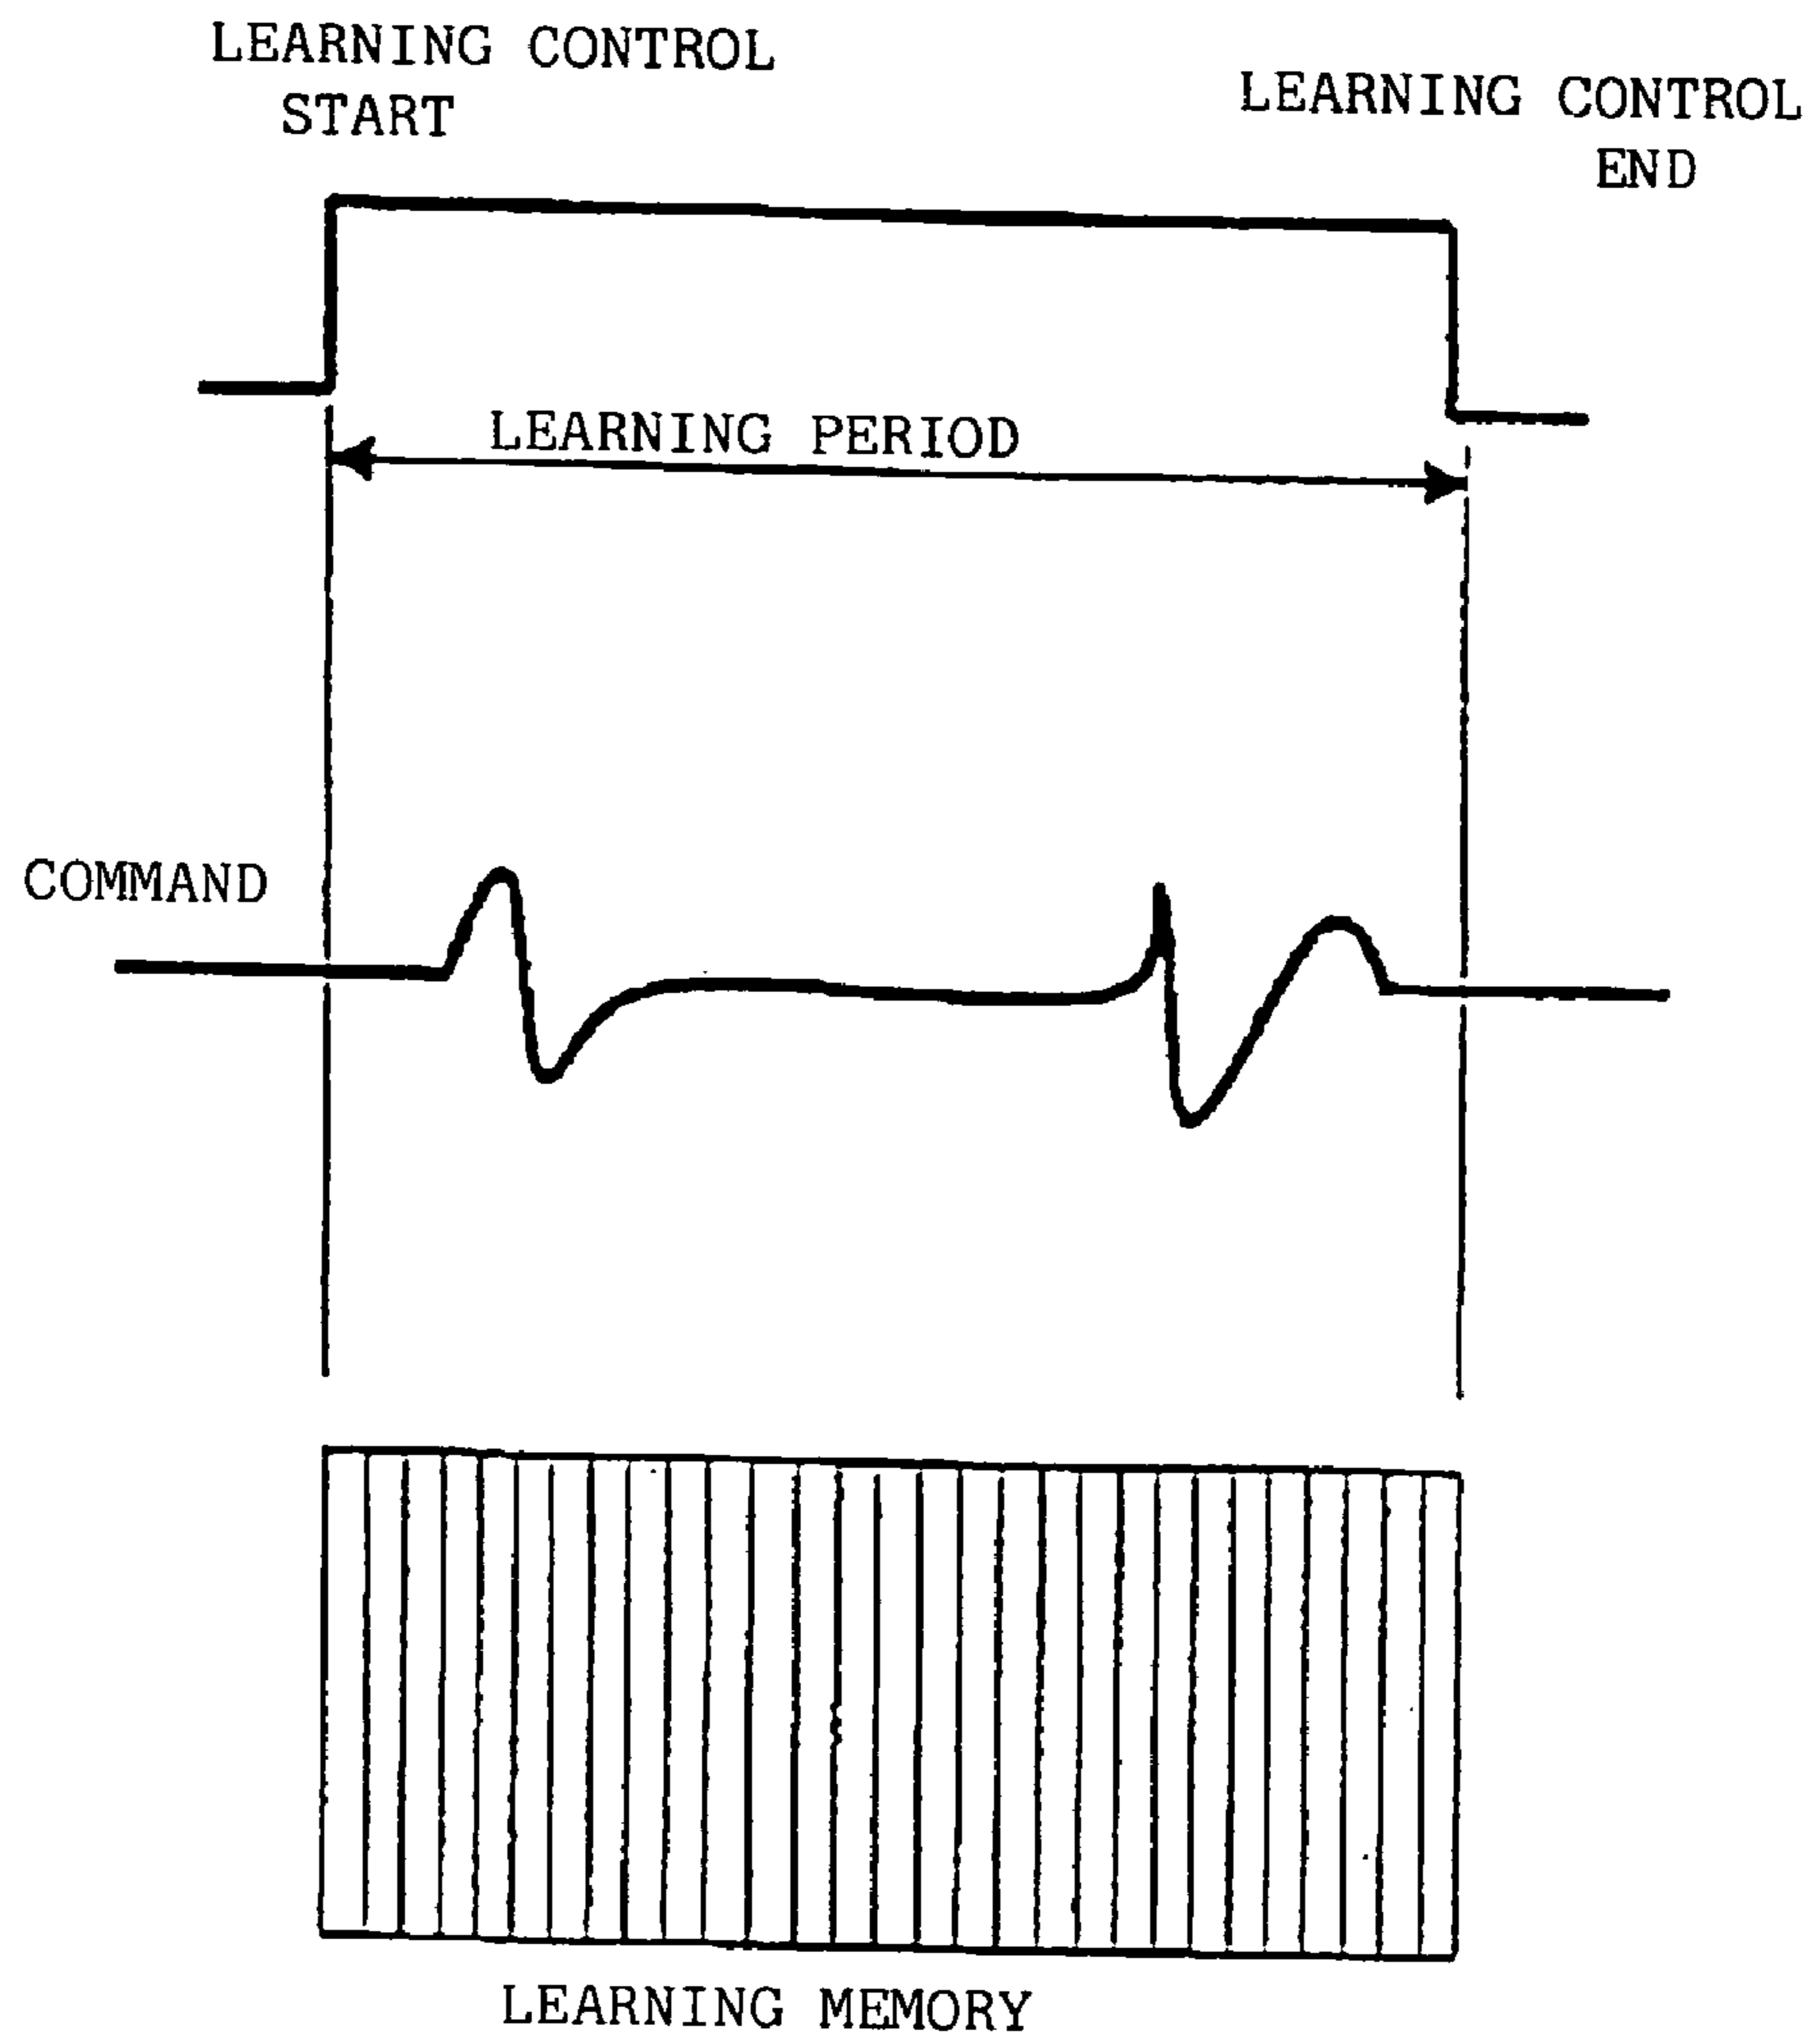 LEARNING CONTROL
START
LEARNING CONTROL
END
LEARNING PERIOD
COMMAND
LEARNING MEMORY